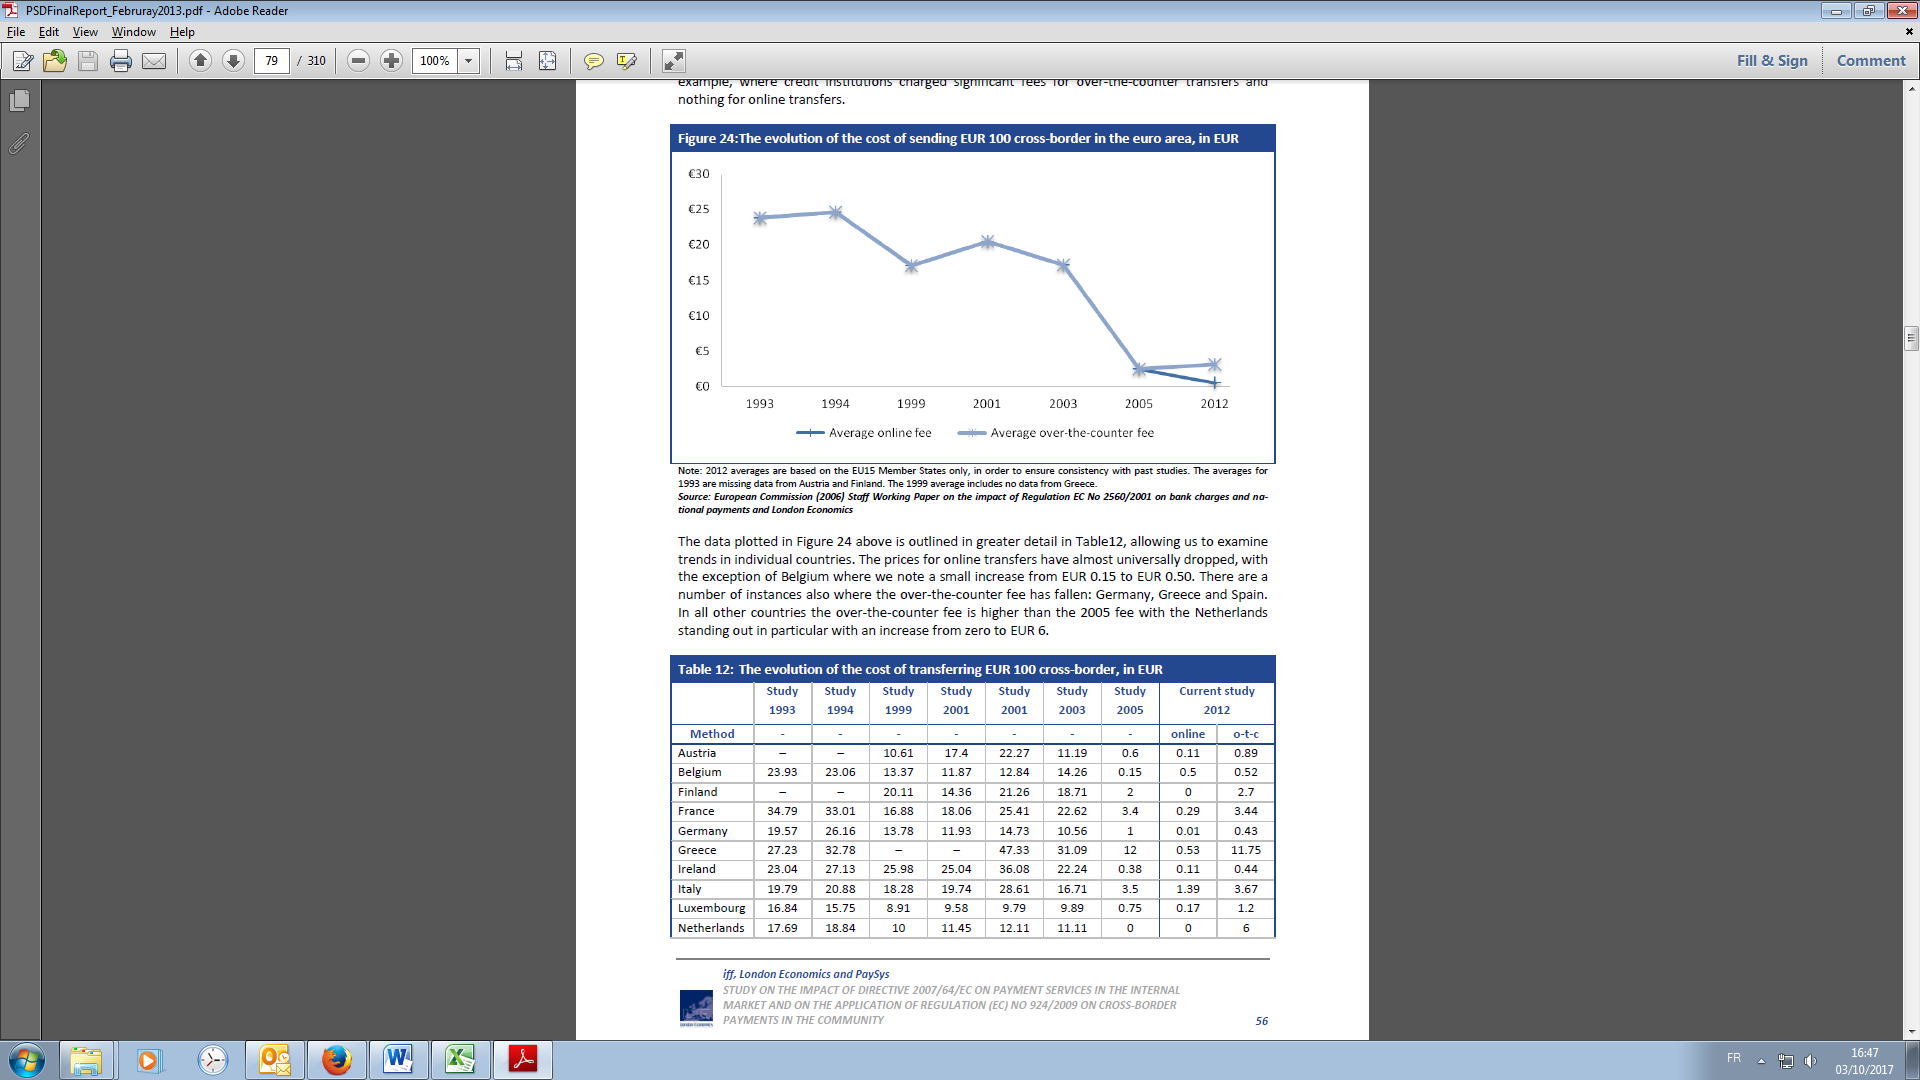 PSDFinalReport_Februray2013.pdf - Adobe Reader
File Edit View Window Help
79 / 310 100% Fill & Sign Comment
example, where credit institutions charged significant fees for over-the-counter transfers and
nothing for online transfers.
Figure 24:The evolution of the cost of sending EUR 100 cross-border in the euro area, in EUR
€30
€25
€20
€15
€10
€5
€0
1993 1994 1999 2001 2003 2005 2012
Average online fee Average over-the-counter fee
Note: 2012 averages are based on the EU15 Member States only, in order to ensure consistency with past studies. The averages for
1993 are missing data from Austria and Finland. The 1999 average includes no data from Greece.
Source: European Commission (2006) Staff Working Paper on the impact of Regulation EC No 2560/2001 on bank charges and na-
tional payments and London Economics
The data plotted in Figure 24 above is outlined in greater detail in Table12, allowing us to examine
trends in individual countries. The prices for online transfers have almost universally dropped, with
the exception of Belgium where we note a small increase from EUR 0.15 to EUR 0.50. There are a
number of instances also where the over-the-counter fee has fallen: Germany, Greece and Spain.
In all other countries the over-the-counter fee is higher than the 2005 fee with the Netherlands
standing out in particular with an increase from zero to EUR 6.
Table 12: The evolution of the cost of transferring EUR 100 cross-border, in EUR
Study Study Study Study Study Study Study Current study
1993 1994 1999 2001 2001 2003 2005 2012
Method - - - - - - - online o-t-c
Austria – – 10.61 17.4 22.27 11.19 0.6 0.11 0.89
Belgium 23.93 23.06 13.37 11.87 12.84 14.26 0.15 0.5 0.52
Finland – – 20.11 14.36 21.26 18.71 2 0 2.7
France 34.79 33.01 16.88 18.06 25.41 22.62 3.4 0.29 3.44
Germany 19.57 26.16 13.78 11.93 14.73 10.56 1 0.01 0.43
Greece 27.23 32.78 – – 47.33 31.09 12 0.53 11.75
Ireland 23.04 27.13 25.98 25.04 36.08 22.24 0.38 0.11 0.44
Italy 19.79 20.88 18.28 19.74 28.61 16.71 3.5 1.39 3.67
Luxembourg 16.84 15.75 8.91 9.58 9.79 9.89 0.75 0.17 1.2
Netherlands 17.69 18.84 10 11.45 12.11 11.11 0 0 6
iff, London Economics and PaySys
STUDY ON THE IMPACT OF DIRECTIVE 2007/64/EC ON PAYMENT SERVICES IN THE INTERNAL
MARKET AND ON THE APPLICATION OF REGULATION (EC) NO 924/2009 ON CROSS-BORDER
PAYMENTS IN THE COMMUNITY 56
FR 16:47
03/10/2017